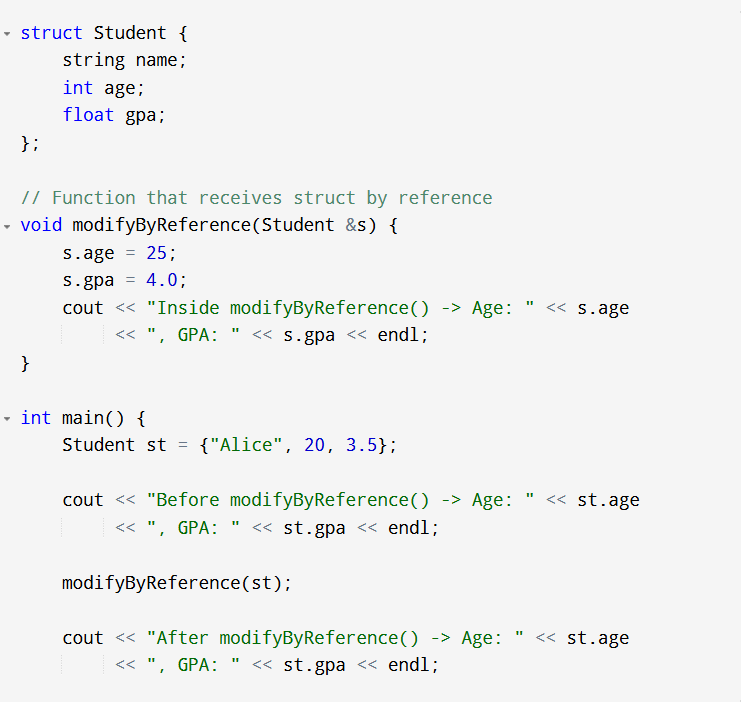 struct Student {
    string name;
    int age;
    float gpa;
};

// Function that receives struct by reference
void modifyByReference(Student &s) {
    s.age = 25;
    s.gpa = 4.0;
    cout << "Inside modifyByReference() -> Age: " << s.age
         << ", GPA: " << s.gpa << endl;
}

int main() {
    Student st = {"Alice", 20, 3.5};

    cout << "Before modifyByReference() -> Age: " << st.age
         << ", GPA: " << st.gpa << endl;

    modifyByReference(st);

    cout << "After modifyByReference() -> Age: " << st.age
         << ", GPA: " << st.gpa << endl;